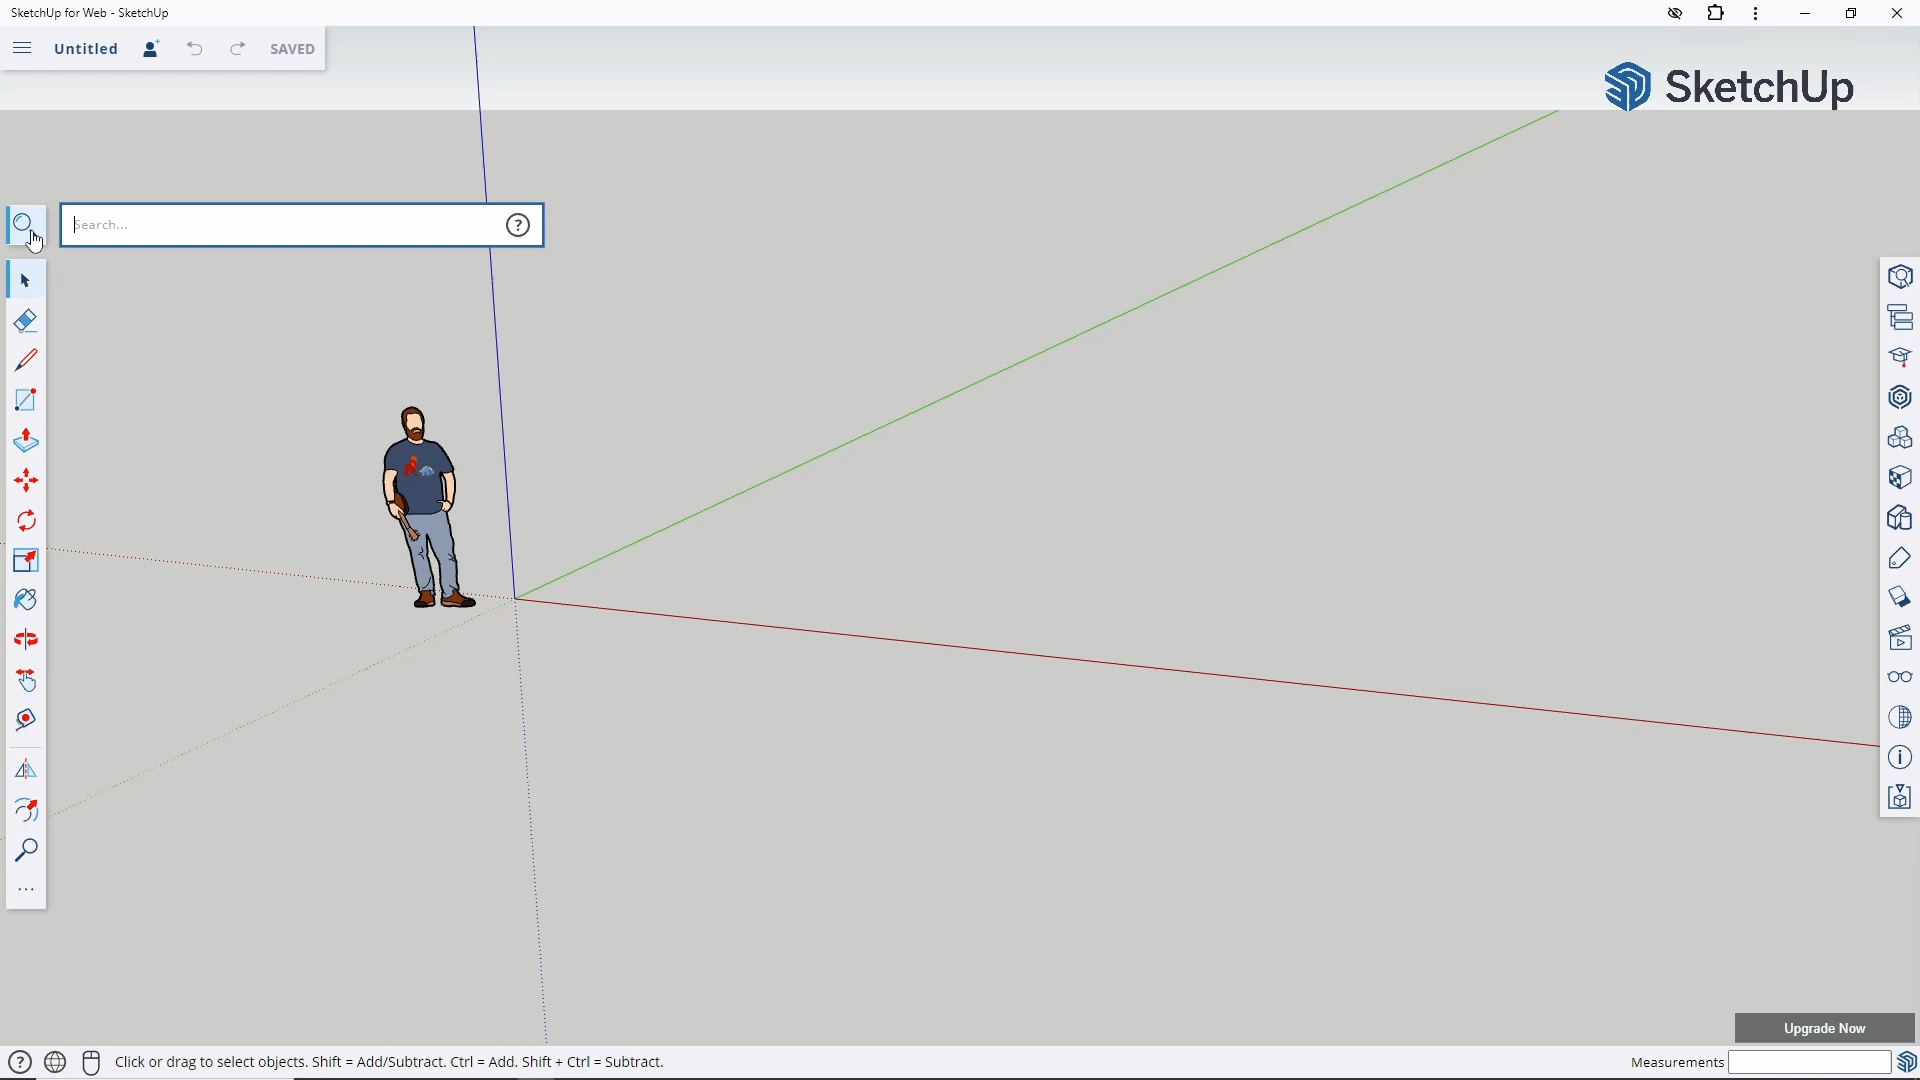 SketchUp for Web - SketchUp
Untitled
SAVED
SketchUp
Search...
Upgrade Now
Click or drag to select objects. Shift = Add/Subtract. Ctrl = Add. Shift + Ctrl = Subtract.
Measurements